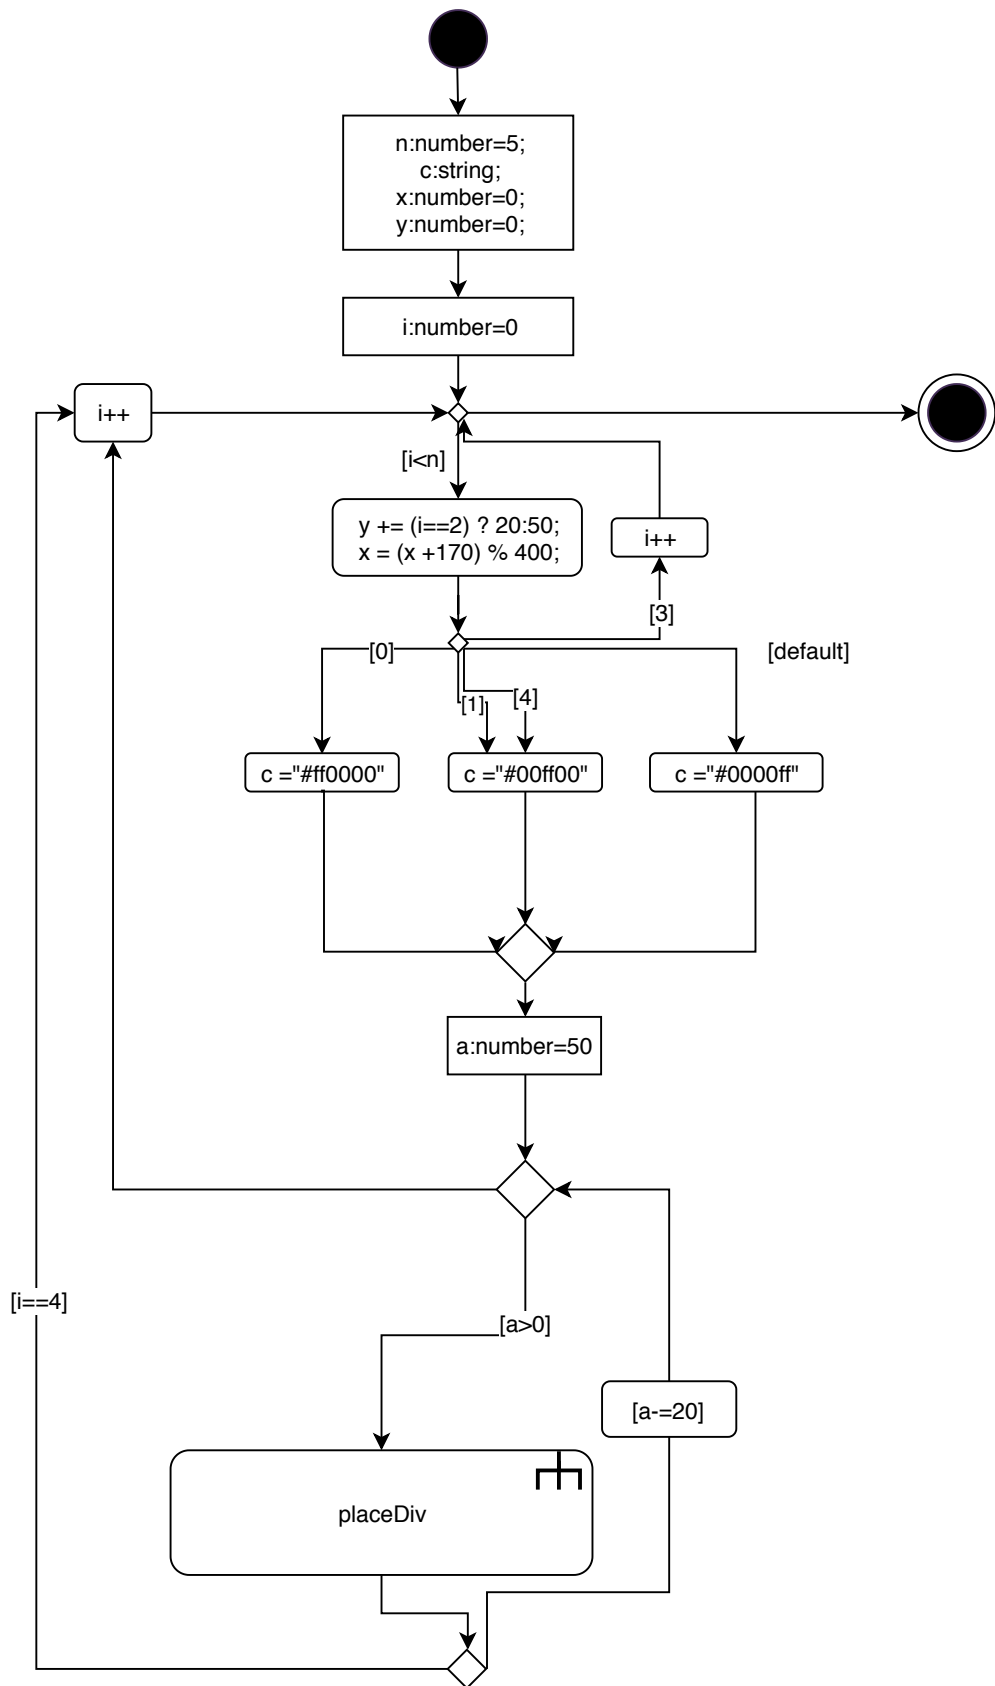 n:number=5;
c:string;
x:number=0;
y:number=0;
i:number=0
i++
[i<n]
y += (i==2) ? 20:50;
x = (x +170) % 400;
i++
[3]
[0]
[default]
[1]
[4]
c ="#ff0000"
c ="#00ff00"
c ="#0000ff"
a:number=50
[i==4]
[a>0]
[a-=20]
placeDiv